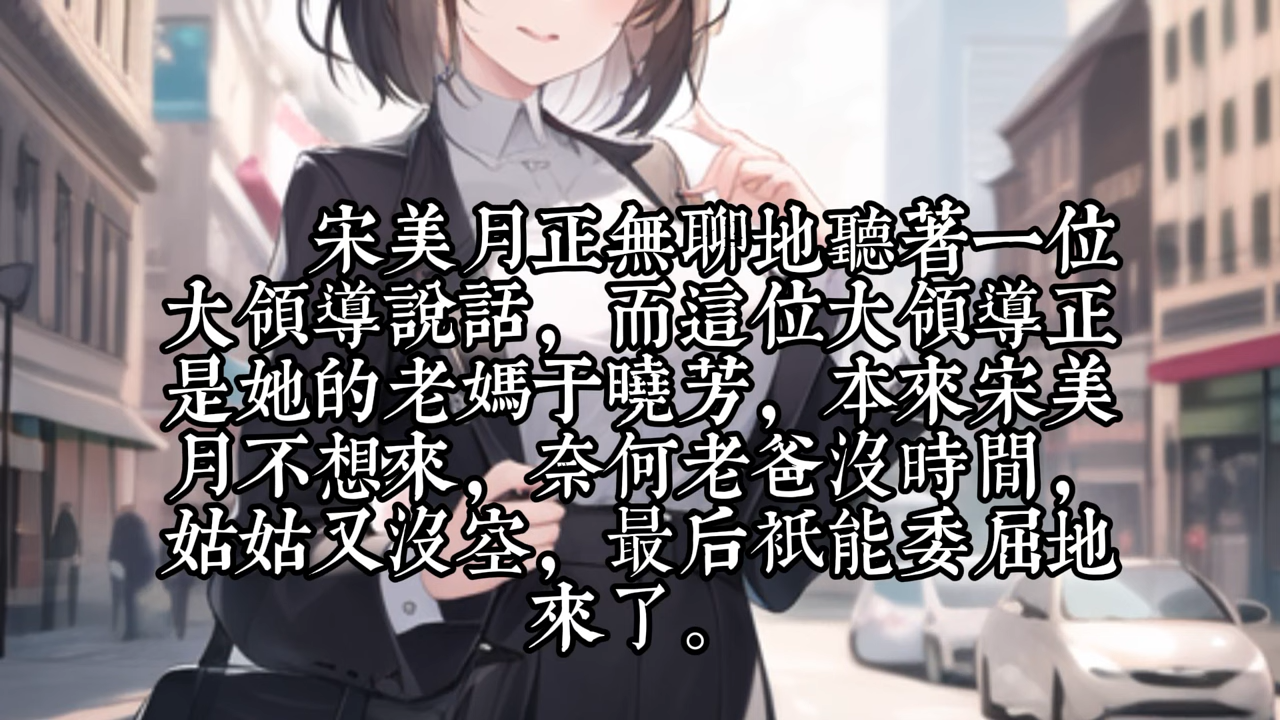 宋美月正無聊地聽著一位
大領導說話，而這位大領導正
是她的老媽于曉芳，本來宋美
月不想來，奈何老爸沒時間，
姑姑又沒空，最后祇能委屈地
來了。